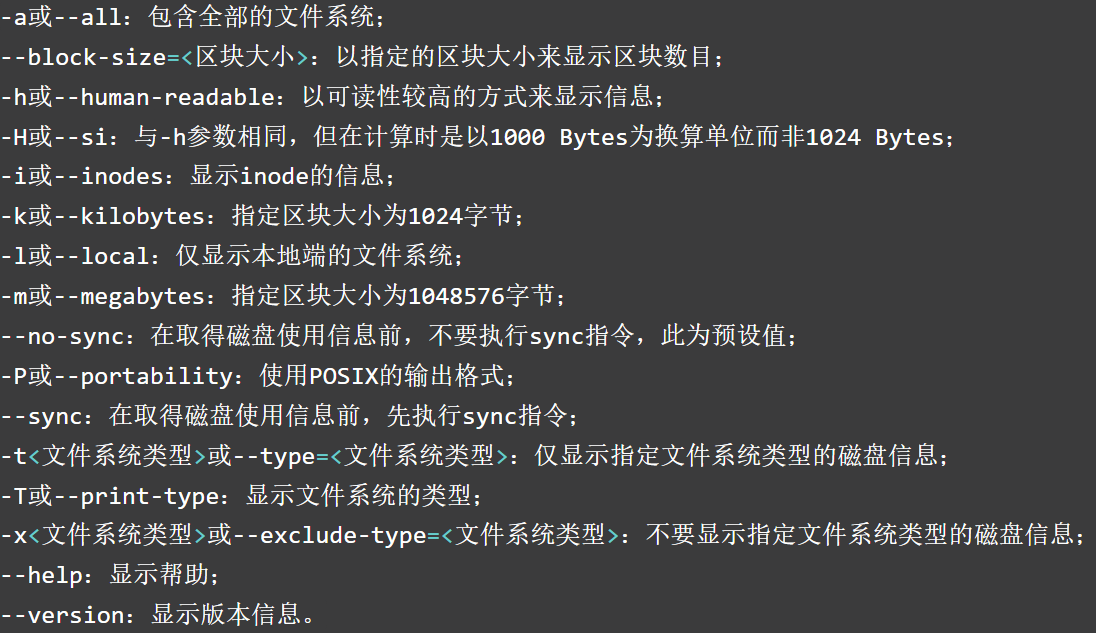 -a或--all：包含全部的文件系统；
--block-size=<区块大小>：以指定的区块大小来显示区块数目；
-h或--human-readable：以可读性较高的方式来显示信息；
-H或--si：与-h参数相同，但在计算时是以1000 Bytes为换算单位而非1024 Bytes；
-i或--inodes：显示inode的信息；
-k或--kilobytes：指定区块大小为1024字节；
-l或--local：仅显示本地端的文件系统；
-m或--megabytes：指定区块大小为1048576字节；
--no-sync：在取得磁盘使用信息前，不要执行sync指令，此为预设值；
-P或--portability：使用POSIX的输出格式；
--sync：在取得磁盘使用信息前，先执行sync指令；
-t<文件系统类型>或--type=<文件系统类型>：仅显示指定文件系统类型的磁盘信息；
-T或--print-type：显示文件系统的类型；
-x<文件系统类型>或--exclude-type=<文件系统类型>：不要显示指定文件系统类型的磁盘信息；
--help：显示帮助；
--version：显示版本信息。